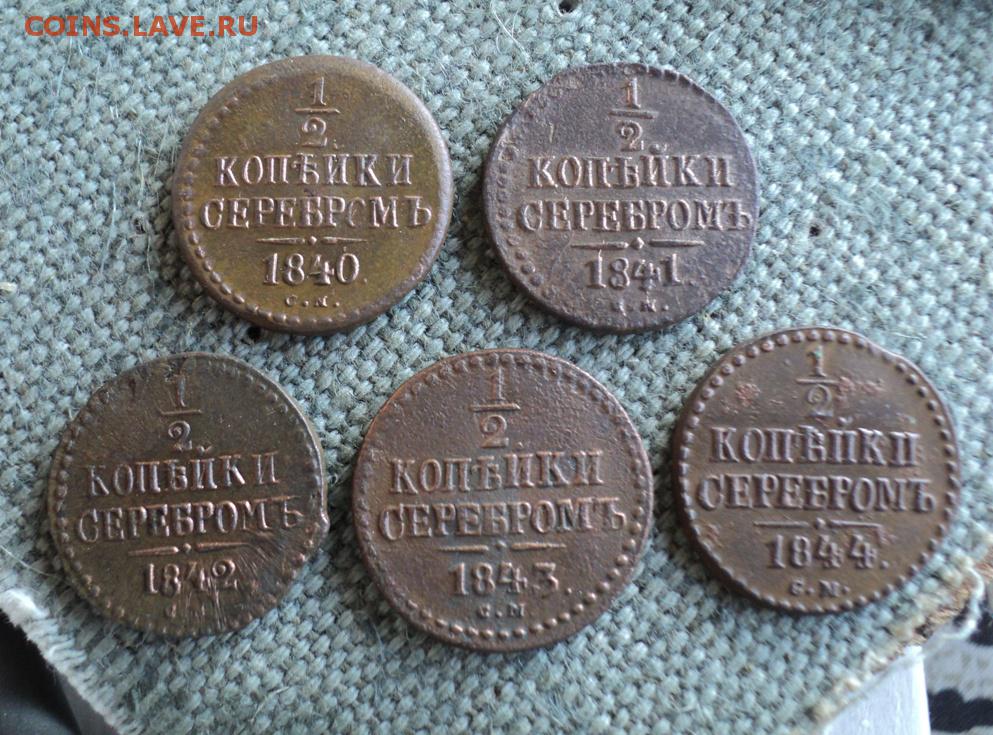 COINS.LAVE.RU
1
2
КОПѢЙКИ
СЕРЕБРОМЪ
1840.
С.М.
1
2
КОПѢЙКИ
СЕРЕБРОМЪ
1841.
М.
1
2
КОПѢЙКИ
СЕРЕБРОМЪ
1842
1
2
КОПѢЙКИ
СЕРЕБРОМЪ
1843.
С.М
1
2
КОПѢЙКИ
СЕРЕБРОМЪ
1844.
С.М.